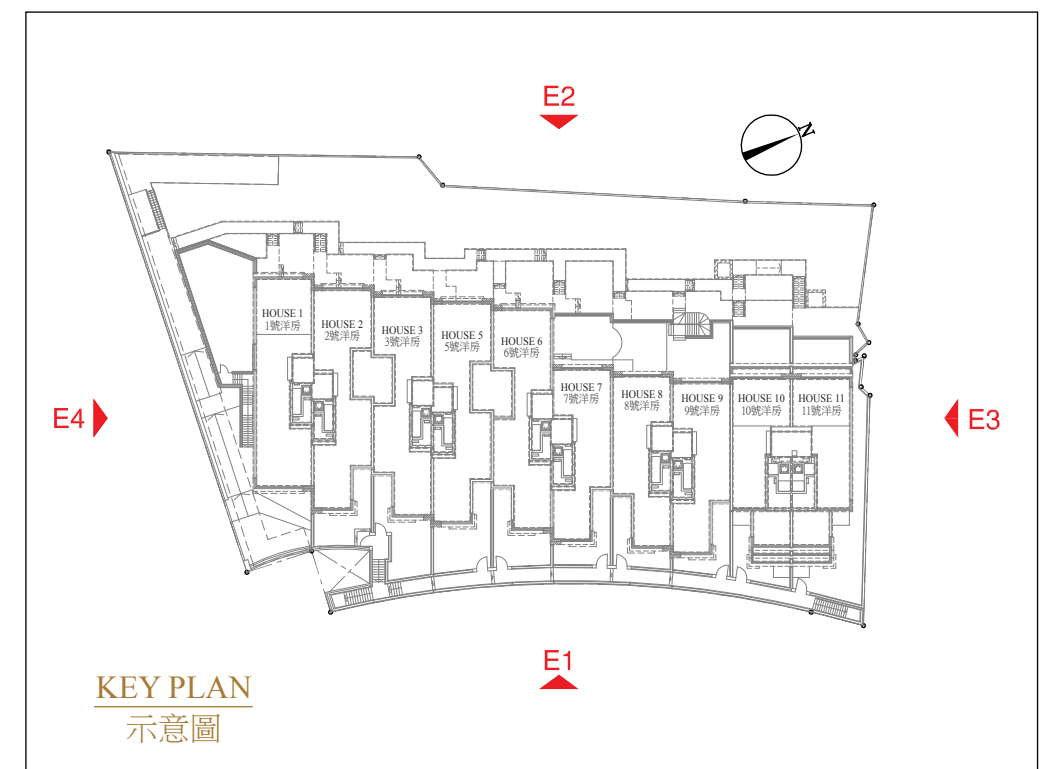 E2
N
HOUSE 1
1號洋房
HOUSE 2
2號洋房
HOUSE 3
3號洋房
HOUSE 5
5號洋房
HOUSE 6
6號洋房
HOUSE 7
7號洋房
HOUSE 8
8號洋房
HOUSE 9
9號洋房
HOUSE 10
10號洋房
HOUSE 11
11號洋房
E4
E3
E1
KEY PLAN
示意圖